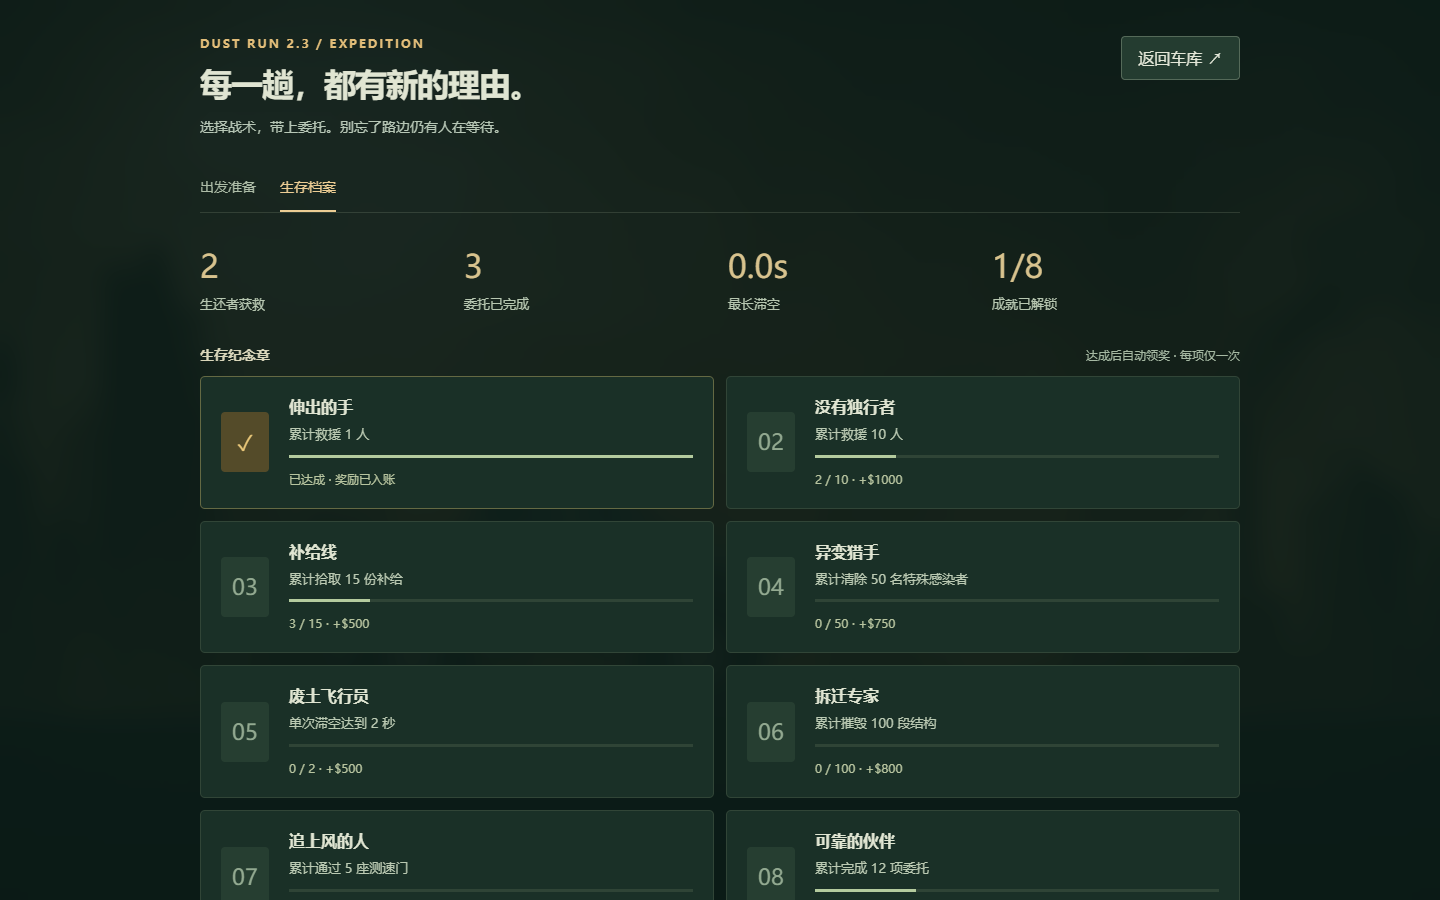 DUST RUN 2.3 / EXPEDITION
每一趟，都有新的理由。
选择战术，带上委托。别忘了路边仍有人在等待。
返回车库 ↗
出发准备 生存档案
2
生还者获救
3
委托已完成
0.0s
最长滞空
1/8
成就已解锁
生存纪念章
达成后自动领奖 · 每项仅一次
✓
伸出的手
累计救援 1 人
已达成 · 奖励已入账
02
没有独行者
累计救援 10 人
2 / 10 · +$1000
03
补给线
累计拾取 15 份补给
3 / 15 · +$500
04
异变猎手
累计清除 50 名特殊感染者
0 / 50 · +$750
05
废土飞行员
单次滞空达到 2 秒
0 / 2 · +$500
06
拆迁专家
累计摧毁 100 段结构
0 / 100 · +$800
07
追上风的人
累计通过 5 座测速门
08
可靠的伙伴
累计完成 12 项委托